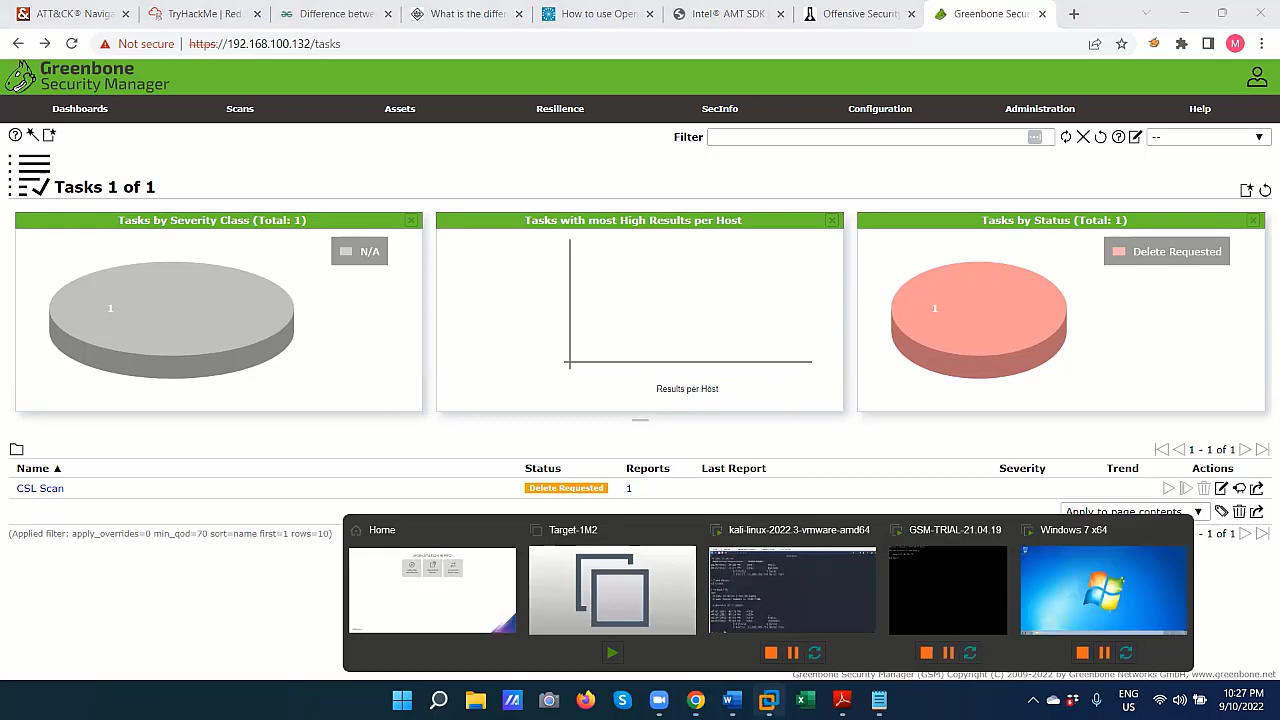 ATT&CK® Navig
TryHackMe | Red
Difference betwe
What is the diffe
How to use Opera
Intel® IoT SDK
Offensive Securit
Greenbone Secur
Not secure
https://192.168.100.132/tasks
M
Greenbone
Security Manager
Dashboards
Scans
Assets
Resilience
SecInfo
Configuration
Administration
Help
Filter
--
Tasks 1 of 1
Tasks by Severity Class (Total: 1)
N/A
1
Tasks with most High Results per Host
Results per Host
Tasks by Status (Total: 1)
Delete Requested
1
1 - 1 of 1
Name ▲
Status
Reports
Last Report
Severity
Trend
Actions
CSL Scan
Delete Requested
1
Apply to page contents
(Applied filter: apply_overrides=0 min_qod=70 sort=name first=1 rows=10)
- 1 of 1
Home
Target-1M2
kali-linux-2022.3-vmware-amd64
GSM-TRIAL-21.04.19
Windows 7 x64
Greenbone Security Manager (GSM) Copyright (C) 2009-2022 by Greenbone Networks GmbH, www.greenbone.net
ENG
US
10:27 PM
9/10/2022